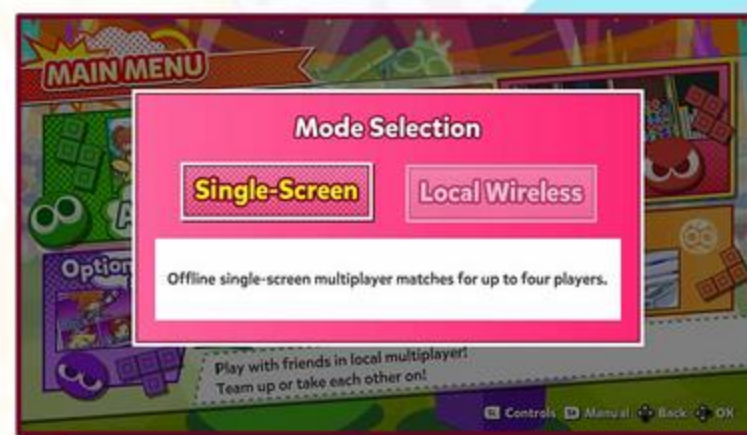 MAIN MENU
Mode Selection
Single-Screen
Local Wireless
Offline single-screen multiplayer matches for up to four players.
Option
Play with friends in local multiplayer!
Team up or take each other on!
Controls Manual Back OK